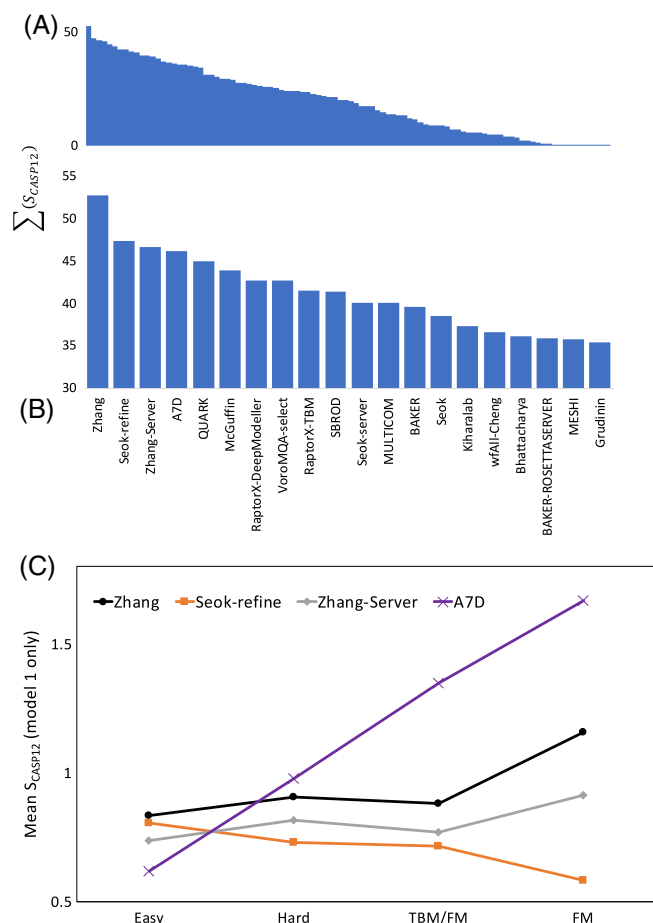 (A)
50
0
∑(S_CASP12)
55
50
45
40
35
30
(B)
Zhang
Seok-refine
Zhang-Server
A7D
QUARK
McGuffin
RaptorX-DeepModeller
VoroMQA-select
RaptorX-TBM
SBROD
Seok-server
MULTICOM
BAKER
Seok
Kiharalab
wfAll-Cheng
Bhattacharya
BAKER-ROSETTASERVER
MESHI
Grudinin
(C)
Zhang Seok-refine Zhang-Server A7D
Mean S_CASP12 (model 1 only)
1.5
1
0.5
Easy Hard TBM/FM FM